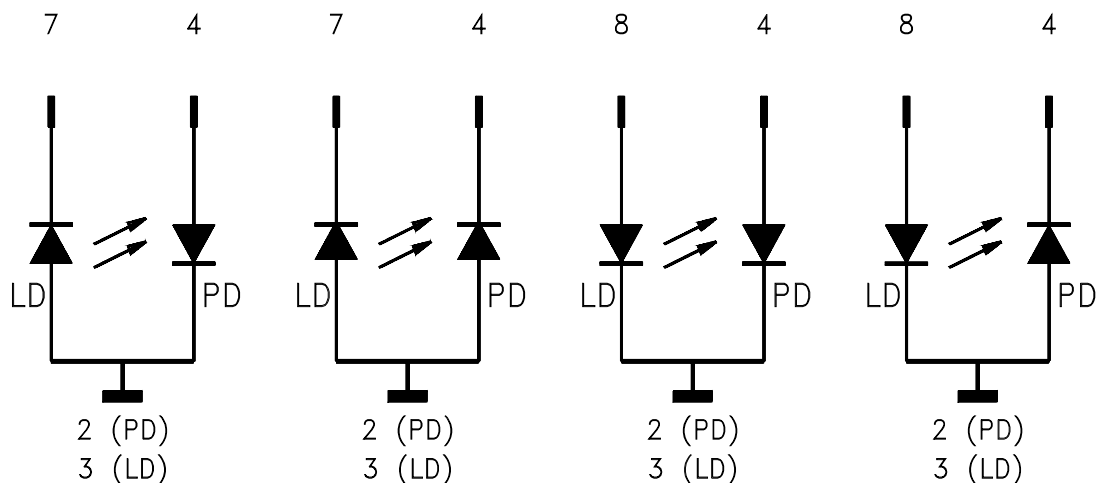 7 4 7 4 8 4 8 4
LD PD LD PD LD PD LD PD
2 (PD) 2 (PD) 2 (PD) 2 (PD)
3 (LD) 3 (LD) 3 (LD) 3 (LD)